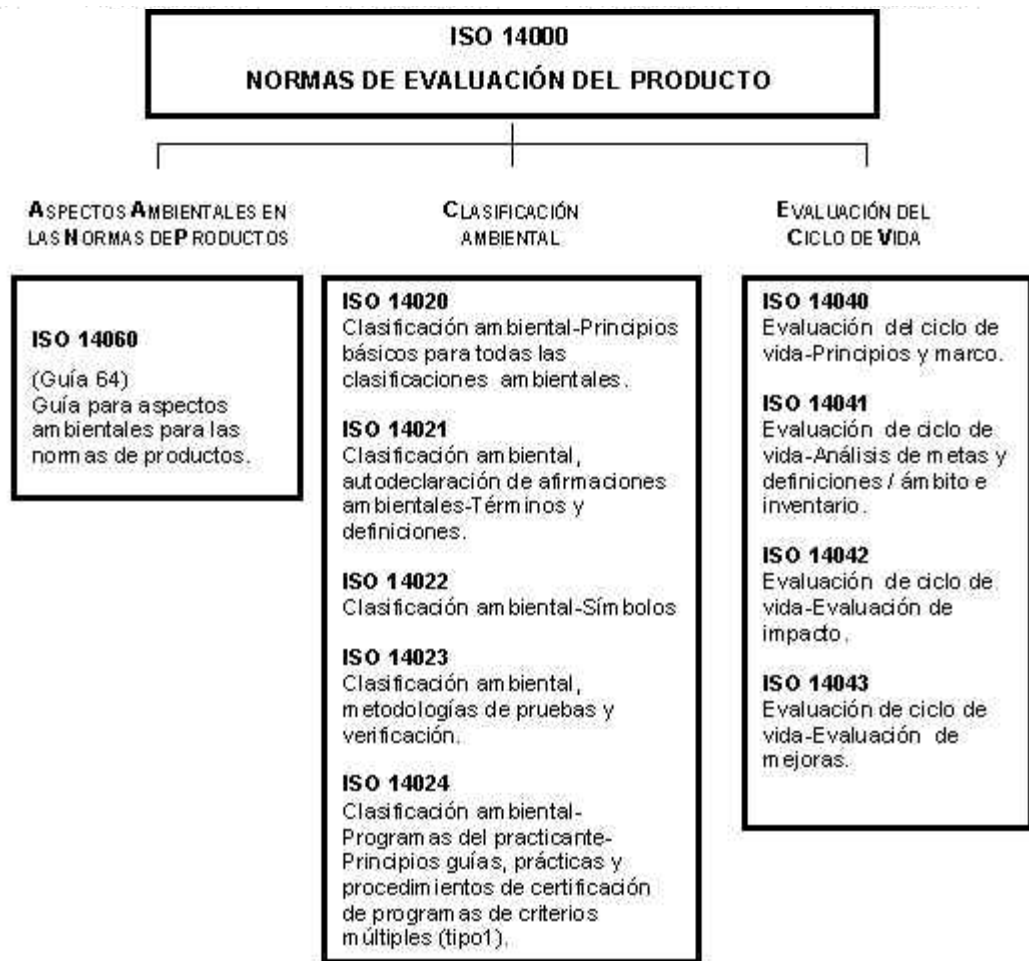 ISO 14000
NORMAS DE EVALUACIÓN DEL PRODUCTO
ASPECTOS AMBIENTALES EN
LAS NORMAS DE PRODUCTOS
ISO 14060
(Guía 64)
Guía para aspectos
ambientales para las
normas de productos.
CLASIFICACIÓN
AMBIENTAL
ISO 14020
Clasificación ambiental-Principios
básicos para todas las
clasificaciones ambientales.
ISO 14021
Clasificación ambiental,
autodeclaración de afirmaciones
ambientales-Términos y
definiciones.
ISO 14022
Clasificación ambiental-Símbolos
ISO 14023
Clasificación ambiental,
metodologías de pruebas y
verificación.
ISO 14024
Clasificación ambiental-
Programas del practicante-
Principios guías, prácticas y
procedimientos de certificación
de programas de criterios
múltiples (tipo1).
EVALUACIÓN DEL
CICLO DE VIDA
ISO 14040
Evaluación del ciclo de
vida-Principios y marco.
ISO 14041
Evaluación de ciclo de
vida-Análisis de metas y
definiciones / ámbito e
inventario.
ISO 14042
Evaluación de ciclo de
vida-Evaluación de
impacto.
ISO 14043
Evaluación de ciclo de
vida-Evaluación de
mejoras.